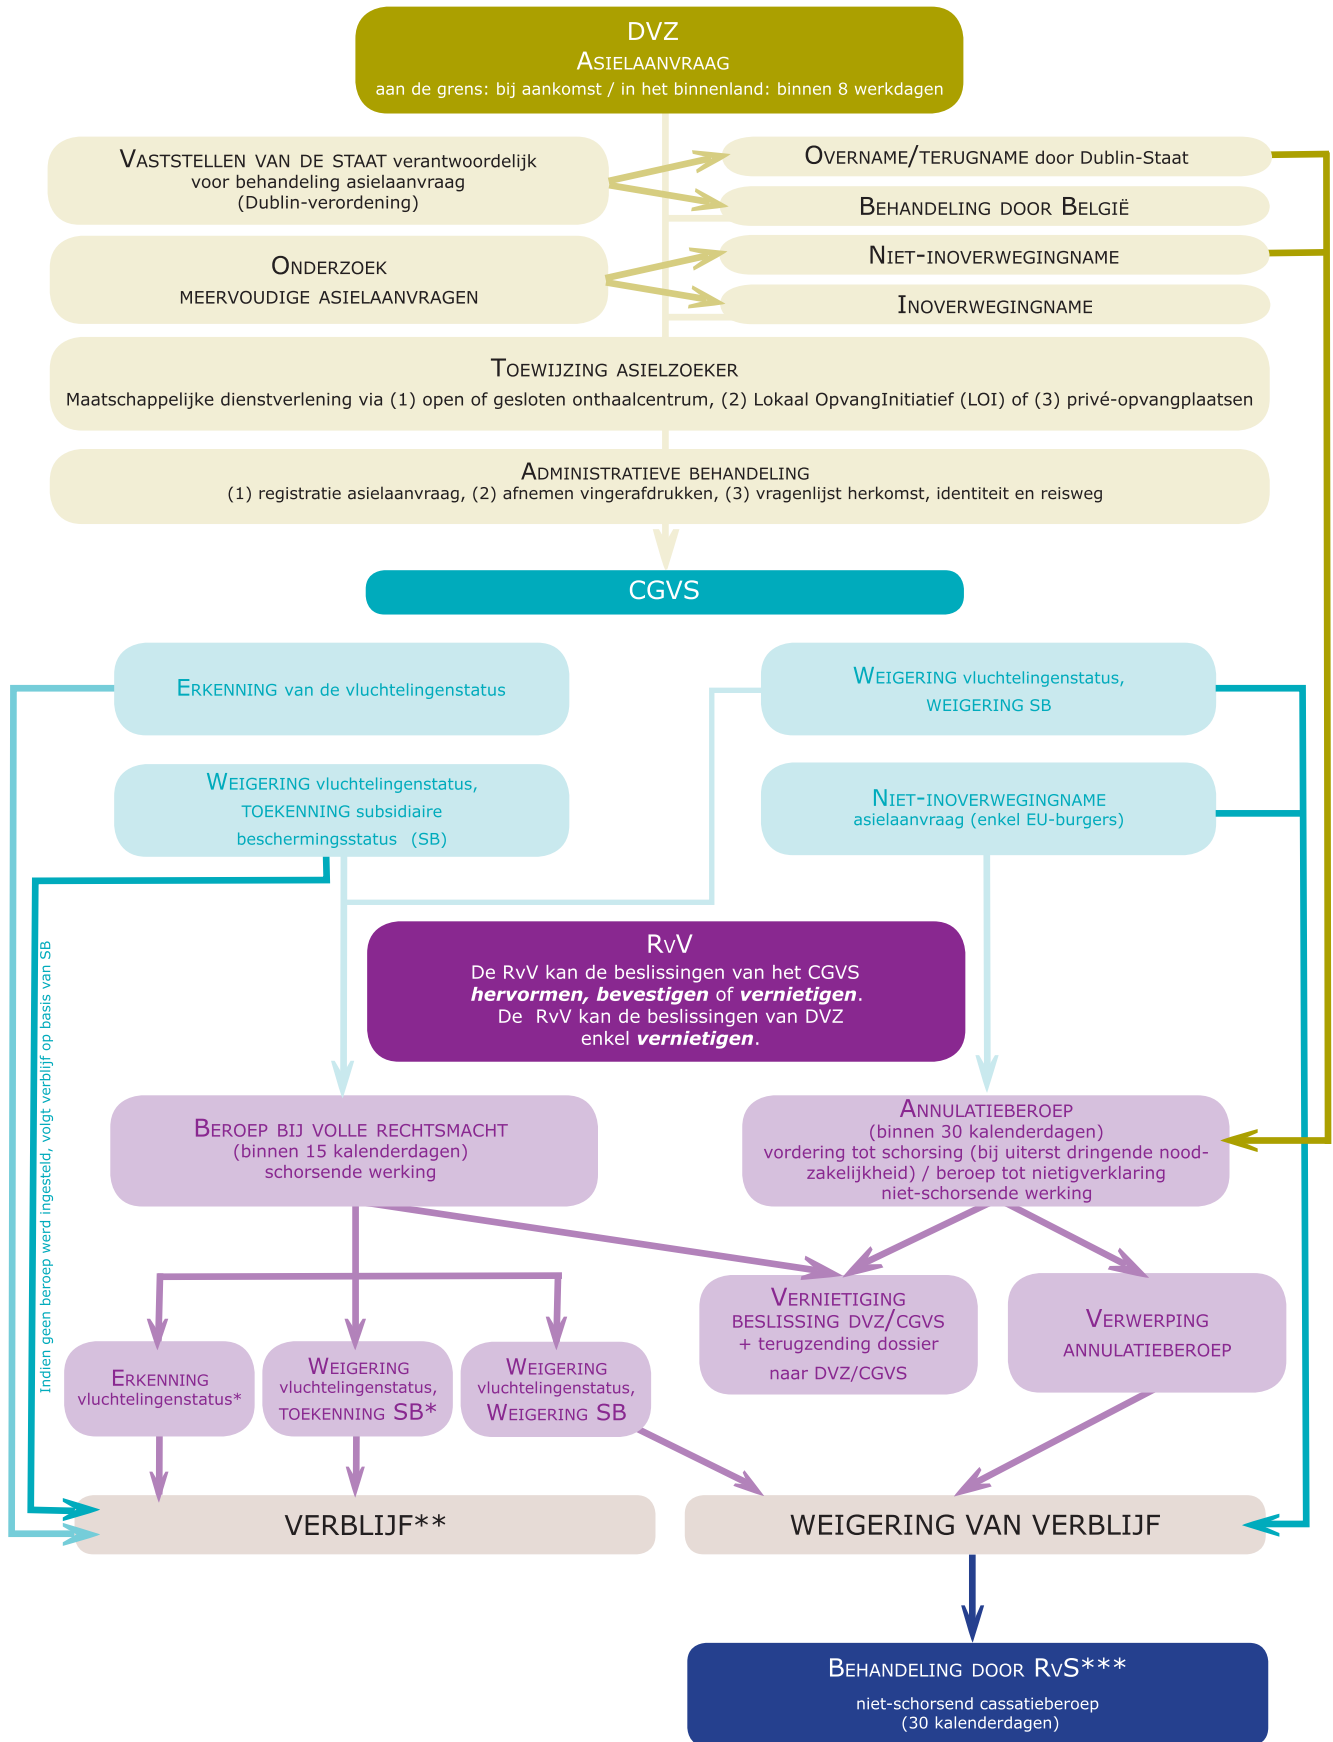 DVZ
Asielaanvraag
aan de grens: bij aankomst / in het binnenland: binnen 8 werkdagen
Vaststellen van de staat verantwoordelijk
voor behandeling asielaanvraag
(Dublin-verordening)
Overname/terugname door Dublin-Staat
Behandeling door België
Onderzoek
meervoudige asielaanvragen
Niet-inoverwegingname
Inoverwegingname
Toewijzing asielzoeker
Maatschappelijke dienstverlening via (1) open of gesloten onthaalcentrum, (2) Lokaal OpvangInitiatief (LOI) of (3) privé-opvangplaatsen
Administratieve behandeling
(1) registratie asielaanvraag, (2) afnemen vingerafdrukken, (3) vragenlijst herkomst, identiteit en reisweg
CGVS
Erkenning van de vluchtelingenstatus
Weigering vluchtelingenstatus,
weigering SB
Weigering vluchtelingenstatus,
toekenning subsidiaire
beschermingsstatus (SB)
Niet-inoverwegingname
asielaanvraag (enkel EU-burgers)
Indien geen beroep werd ingesteld, volgt verblijf op basis van SB
RvV
De RvV kan de beslissingen van het CGVS
hervormen, bevestigen of vernietigen.
De RvV kan de beslissingen van DVZ
enkel vernietigen.
Beroep bij volle rechtsmacht
(binnen 15 kalenderdagen)
schorsende werking
Annulatieberoep
(binnen 30 kalenderdagen)
vordering tot schorsing (bij uiterst dringende nood-
zakelijkheid) / beroep tot nietigverklaring
niet-schorsende werking
Vernietiging
beslissing DVZ/CGVS
+ terugzending dossier
naar DVZ/CGVS
Verwerping
annulatieberoep
Erkenning
vluchtelingenstatus*
Weigering
vluchtelingenstatus,
toekenning SB*
Weigering
vluchtelingenstatus,
Weigering SB
VERBLIJF**
WEIGERING VAN VERBLIJF
Behandeling door RvS***
niet-schorsend cassatieberoep
(30 kalenderdagen)